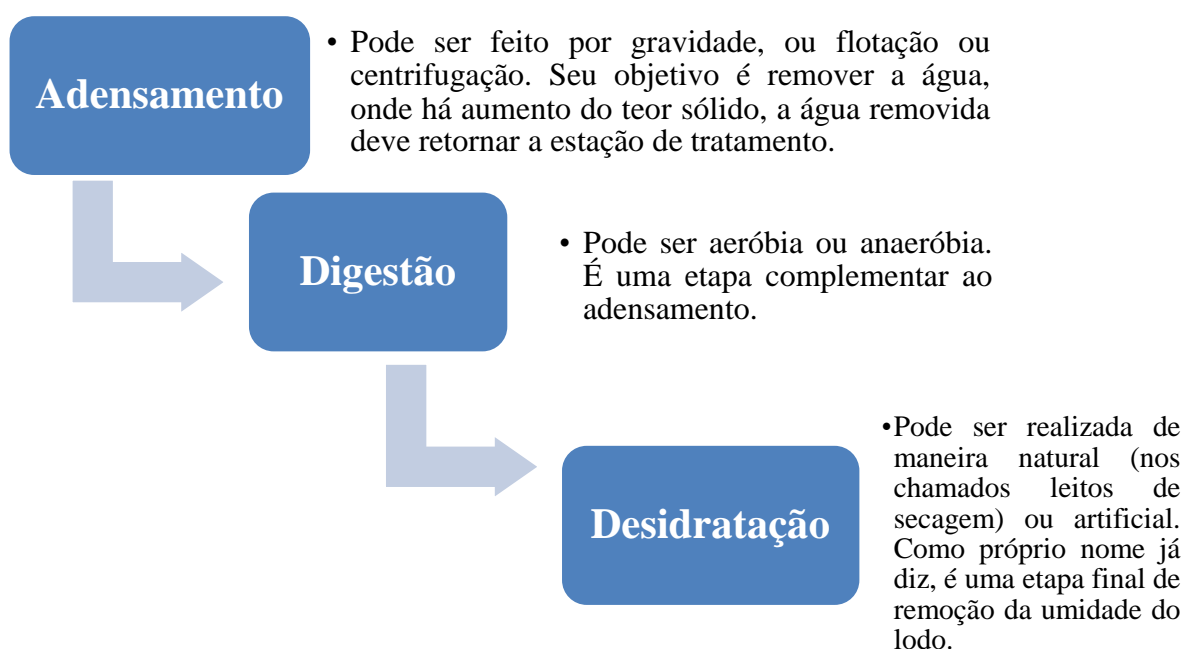 Adensamento
• Pode ser feito por gravidade, ou flotação ou
centrifugação. Seu objetivo é remover a água,
onde há aumento do teor sólido, a água removida
deve retornar a estação de tratamento.
Digestão
• Pode ser aeróbia ou anaeróbia.
É uma etapa complementar ao
adensamento.
Desidratação
•Pode ser realizada de
maneira natural (nos
chamados leitos de
secagem) ou artificial.
Como próprio nome já
diz, é uma etapa final de
remoção da umidade do
lodo.